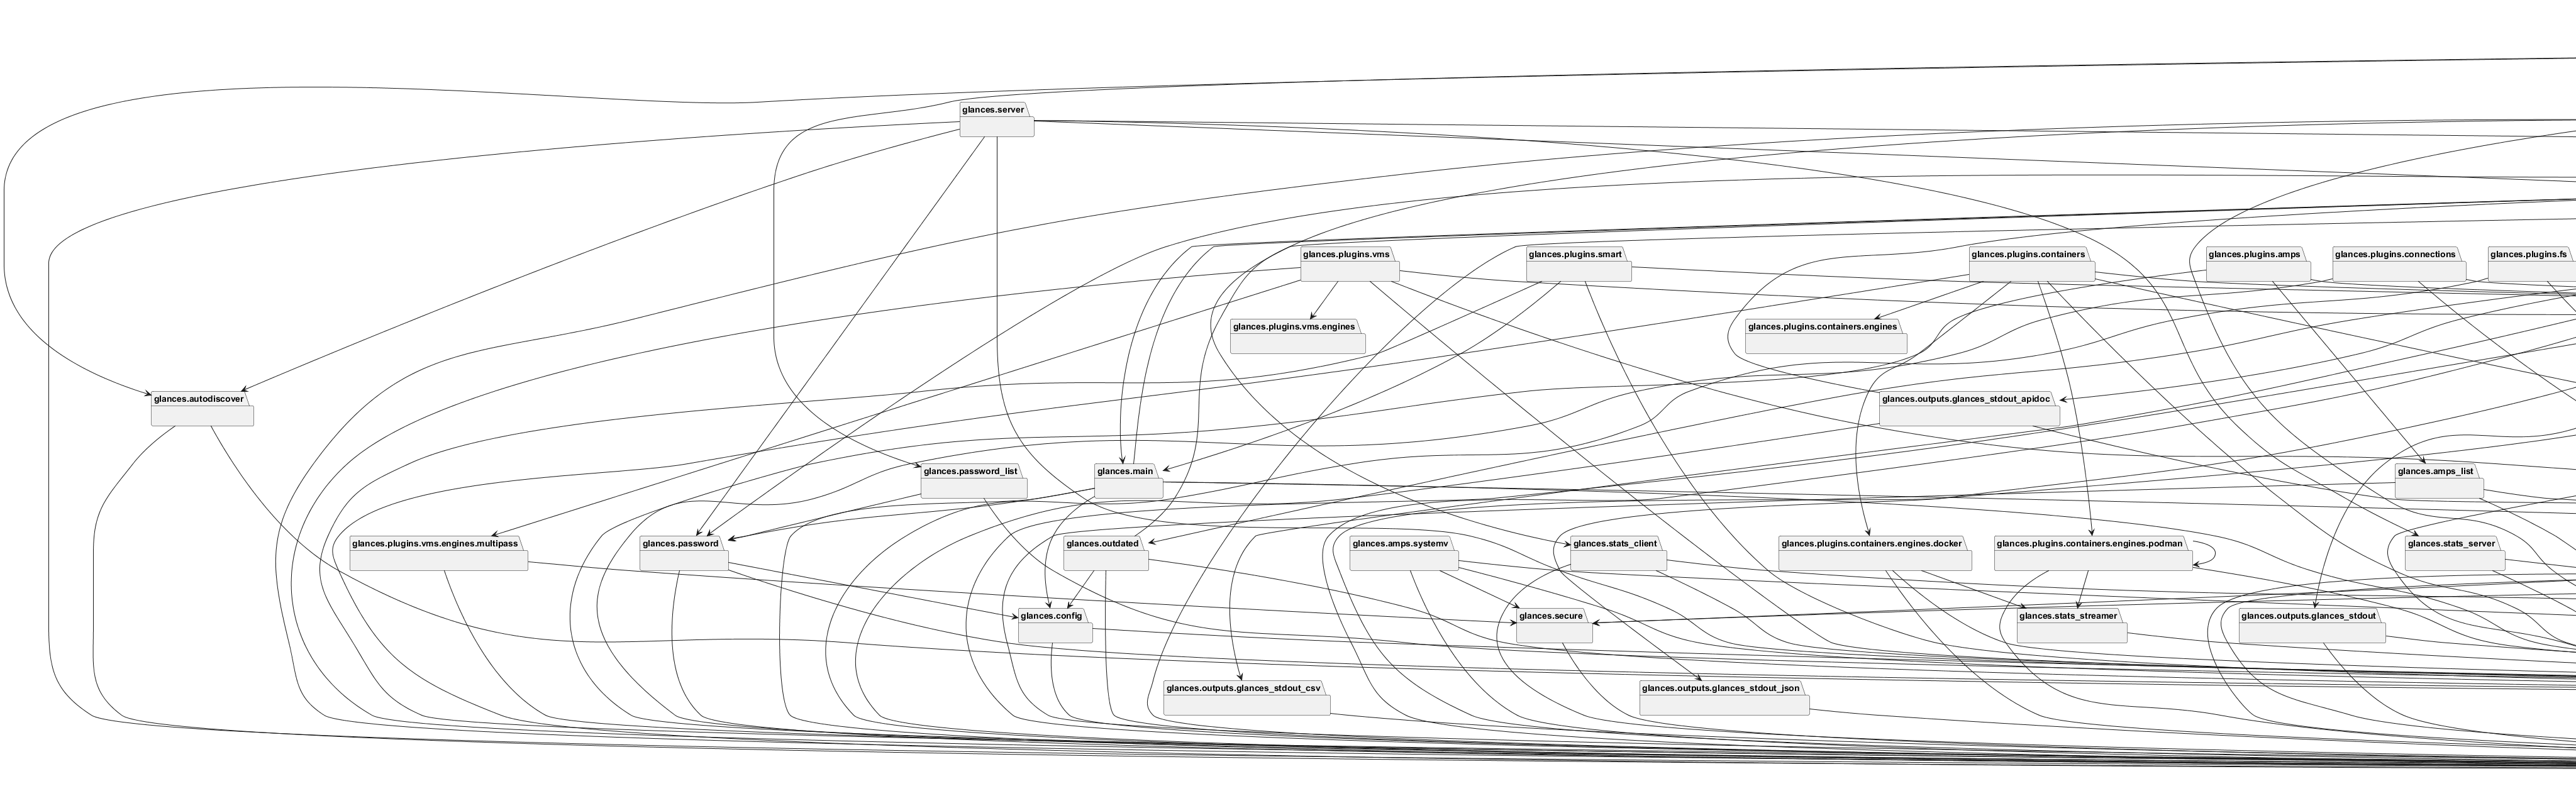 glances.server
glances.plugins.vms
glances.plugins.smart
glances.plugins.containers
glances.plugins.amps
glances.plugins.connections
glances.plugins.fs
glances.plugins.vms.engines
glances.plugins.containers.engines
glances.autodiscover
glances.outputs.glances_stdout_apidoc
glances.password_list
glances.main
glances.amps_list
glances.plugins.vms.engines.multipass
glances.password
glances.outdated
glances.amps.systemv
glances.stats_client
glances.plugins.containers.engines.docker
glances.plugins.containers.engines.podman
glances.stats_server
glances.config
glances.secure
glances.stats_streamer
glances.outputs.glances_stdout
glances.outputs.glances_stdout_csv
glances.outputs.glances_stdout_json